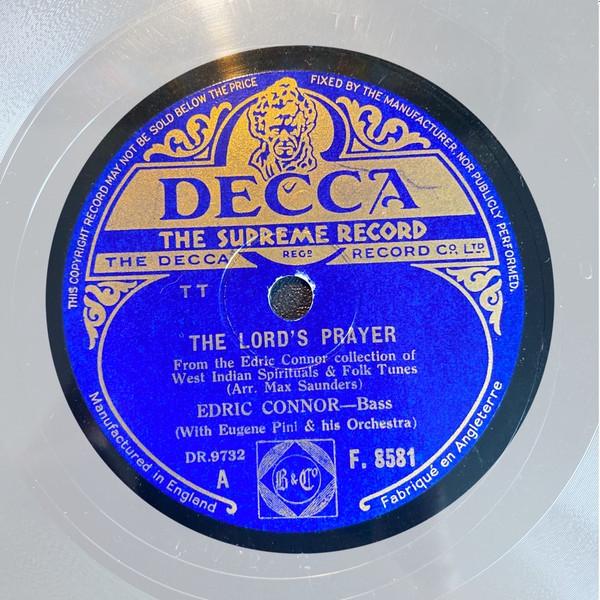 THIS COPYRIGHT RECORD MAY NOT BE SOLD BELOW THE PRICE FIXED BY THE MANUFACTURER, NOR PUBLICLY PERFORMED.
DECCA
THE SUPREME RECORD
THE DECCA REGD RECORD CO. LTD.
TT
THE LORD'S PRAYER
From the Edric Connor collection of
West Indian Spirituals & Folk Tunes
(Arr. Max Saunders)
EDRIC CONNOR—Bass
(With Eugene Pini & his Orchestra)
DR.9732 F. 8581
A
B & Co
Manufactured in England
Fabriqué en Angleterre